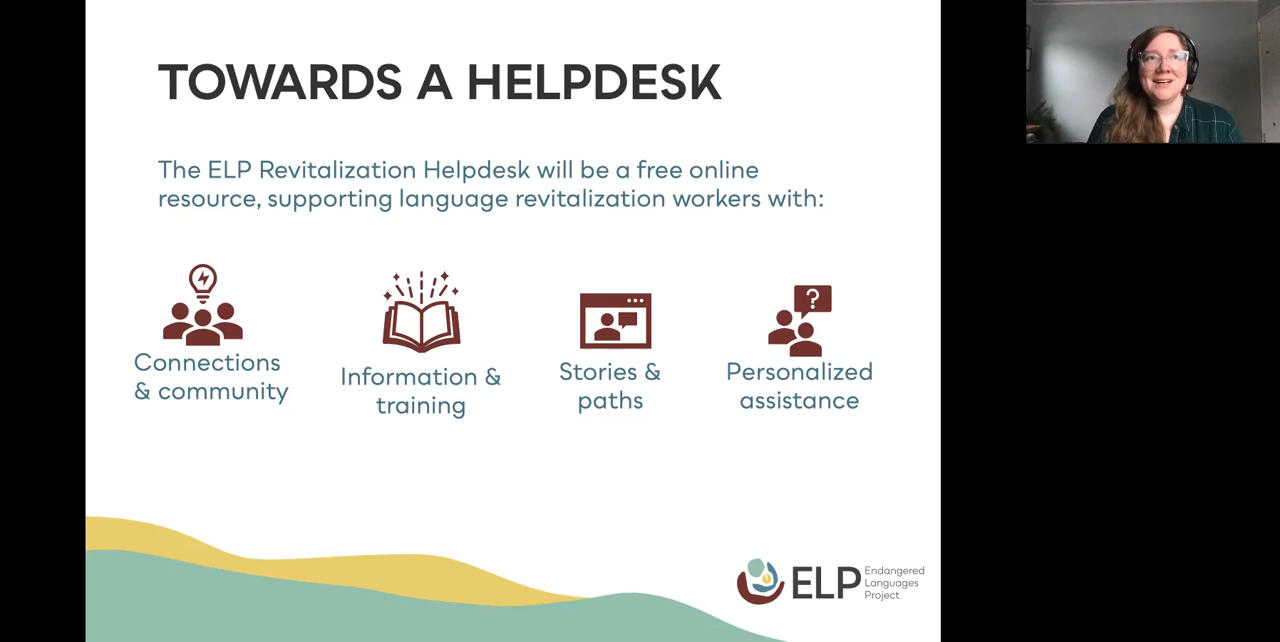 TOWARDS A HELPDESK
The ELP Revitalization Helpdesk will be a free online
resource, supporting language revitalization workers with:
Connections
& community
Information &
training
Stories &
paths
Personalized
assistance
?
ELP
Endangered
Languages
Project